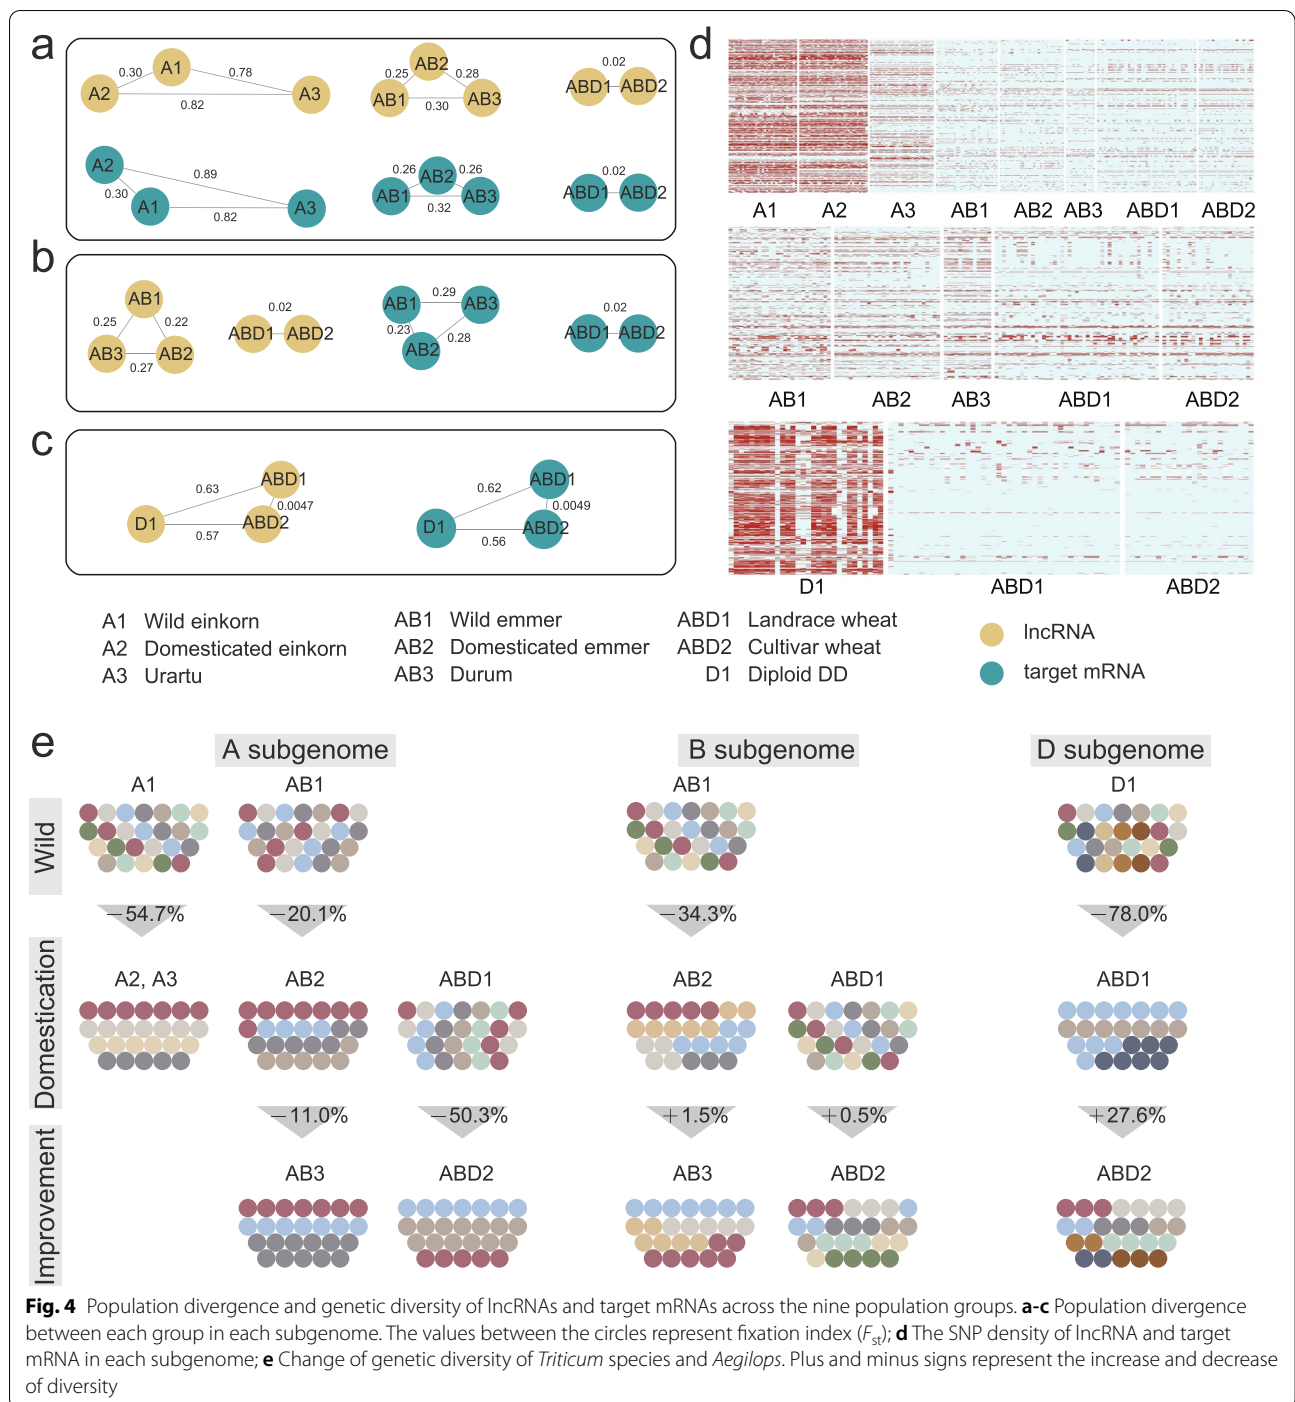 a
A1
0.30
0.78
A2
A3
0.82
AB2
0.25
0.28
AB1
AB3
0.30
0.02
ABD1
ABD2
A2
0.89
0.30
A1
A3
0.82
0.26
AB2
0.26
AB1
AB3
0.32
0.02
ABD1
ABD2
b
AB1
0.25
0.22
AB3
AB2
0.27
0.02
ABD1
ABD2
AB1
0.29
AB3
0.23
0.28
AB2
0.02
ABD1
ABD2
c
ABD1
0.63
0.0047
D1
ABD2
0.57
ABD1
0.62
0.0049
D1
ABD2
0.56
d
A1 A2 A3 AB1 AB2 AB3 ABD1 ABD2
AB1 AB2 AB3 ABD1 ABD2
D1 ABD1 ABD2
A1 Wild einkorn
A2 Domesticated einkorn
A3 Urartu
AB1 Wild emmer
AB2 Domesticated emmer
AB3 Durum
ABD1 Landrace wheat
ABD2 Cultivar wheat
D1 Diploid DD
lncRNA
target mRNA
e
A subgenome B subgenome D subgenome
Wild
A1 AB1 AB1 D1
−54.7% −20.1% −34.3% −78.0%
Domestication
A2, A3 AB2 ABD1 AB2 ABD1 ABD1
−11.0% −50.3% +1.5% +0.5% +27.6%
Improvement
AB3 ABD2 AB3 ABD2 ABD2
Fig. 4 Population divergence and genetic diversity of lncRNAs and target mRNAs across the nine population groups. a-c Population divergence
between each group in each subgenome. The values between the circles represent fixation index (Fst); d The SNP density of lncRNA and target
mRNA in each subgenome; e Change of genetic diversity of Triticum species and Aegilops. Plus and minus signs represent the increase and decrease
of diversity